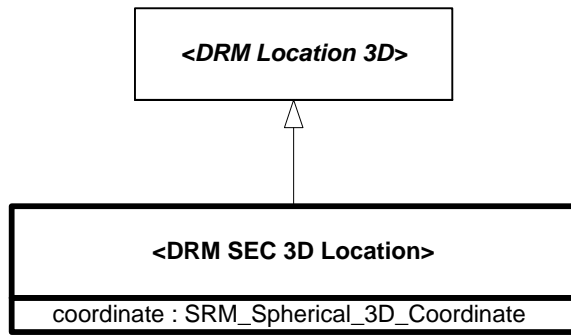 <DRM Location 3D>
<DRM SEC 3D Location>
coordinate : SRM_Spherical_3D_Coordinate